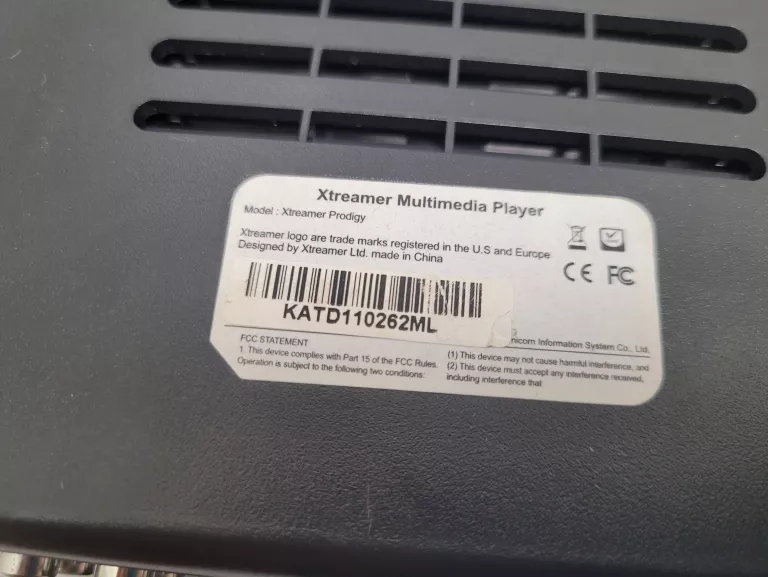 Xtreamer Multimedia Player
Model : Xtreamer Prodigy
Xtreamer logo are trade marks registered in the U.S and Europe
Designed by Xtreamer Ltd. made in China
CE FC
KATD110262ML
nicorn Information System Co., Ltd.
FCC STATEMENT
1. This device complies with Part 15 of the FCC Rules.
Operation is subject to the following two conditions:
(1) This device may not cause harmful interference, and
(2) This device must accept any interference received,
including interference that